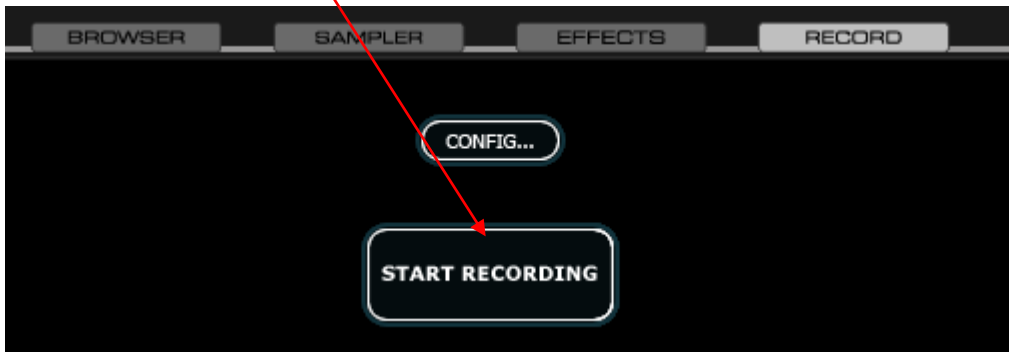 BROWSER SAMPLER EFFECTS RECORD
CONFIG...
START RECORDING